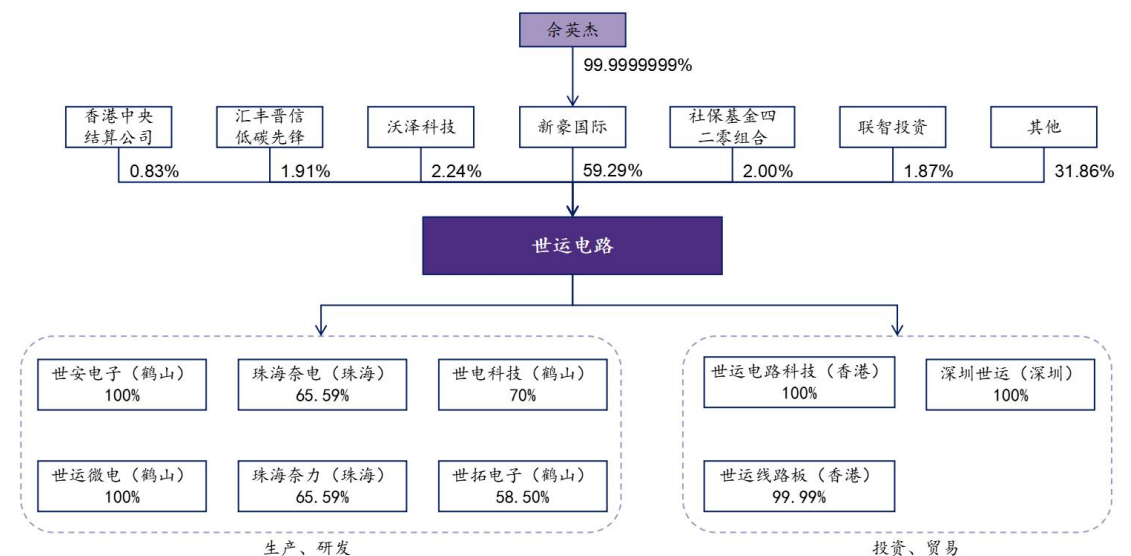 佘英杰
99.9999999%
香港中央
结算公司
汇丰晋信
低碳先锋
沃泽科技
新豪国际
社保基金四
二零组合
联智投资
其他
0.83%
1.91%
2.24%
59.29%
2.00%
1.87%
31.86%
世运电路
世安电子（鹤山）
100%
珠海奈电（珠海）
65.59%
世电科技（鹤山）
70%
世运电路科技（香港）
100%
深圳世运（深圳）
100%
世运微电（鹤山）
100%
珠海奈力（珠海）
65.59%
世拓电子（鹤山）
58.50%
世运线路板（香港）
99.99%
生产、研发
投资、贸易